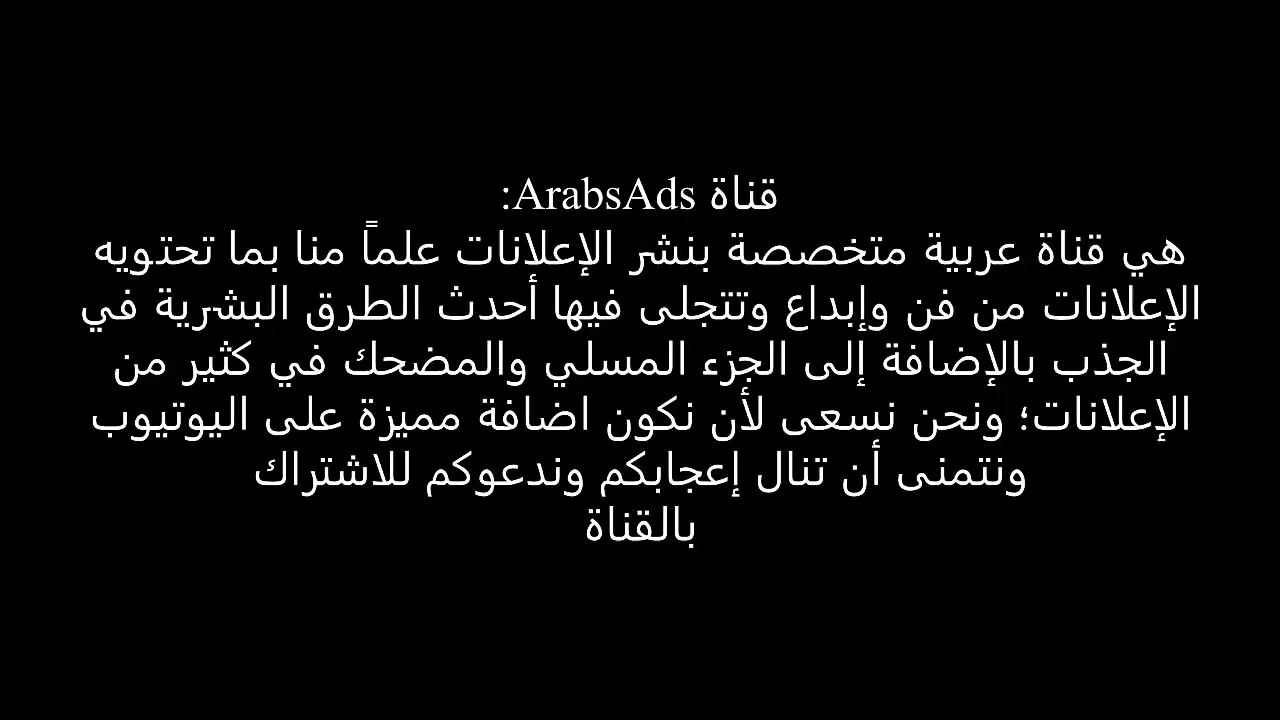 قناة ArabsAds:
هي قناة عربية متخصصة بنشر الإعلانات علماً منا بما تحتويه
الإعلانات من فن وإبداع وتتجلى فيها أحدث الطرق البشرية في
الجذب بالإضافة إلى الجزء المسلي والمضحك في كثير من
الإعلانات؛ ونحن نسعى لأن نكون اضافة مميزة على اليوتيوب
ونتمنى أن تنال إعجابكم وندعوكم للاشتراك
بالقناة